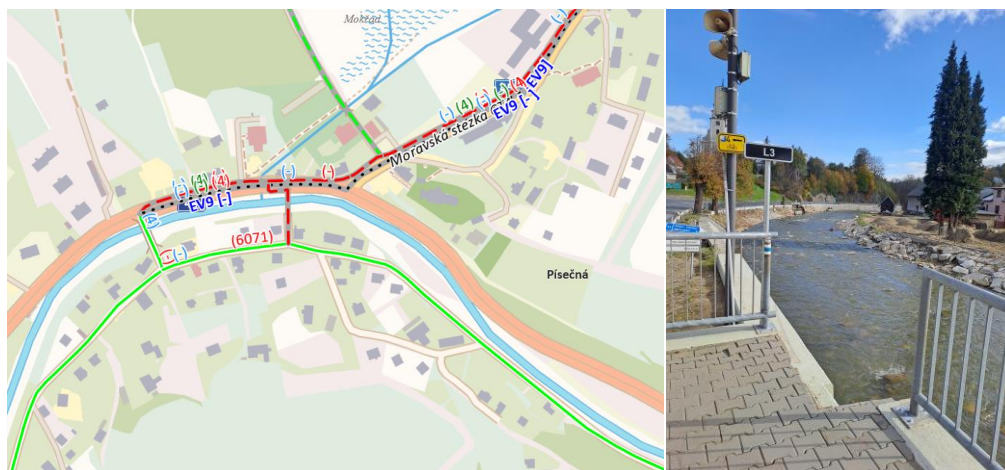 Mokřad
(-)
(-) (4) (-) (-) (4)
EV9 [-] EV9]
Moravská stezka
(-) (4) (4) (-) (-)
EV9 [-]
(4)
(6071)
(-)
Písečná
L3